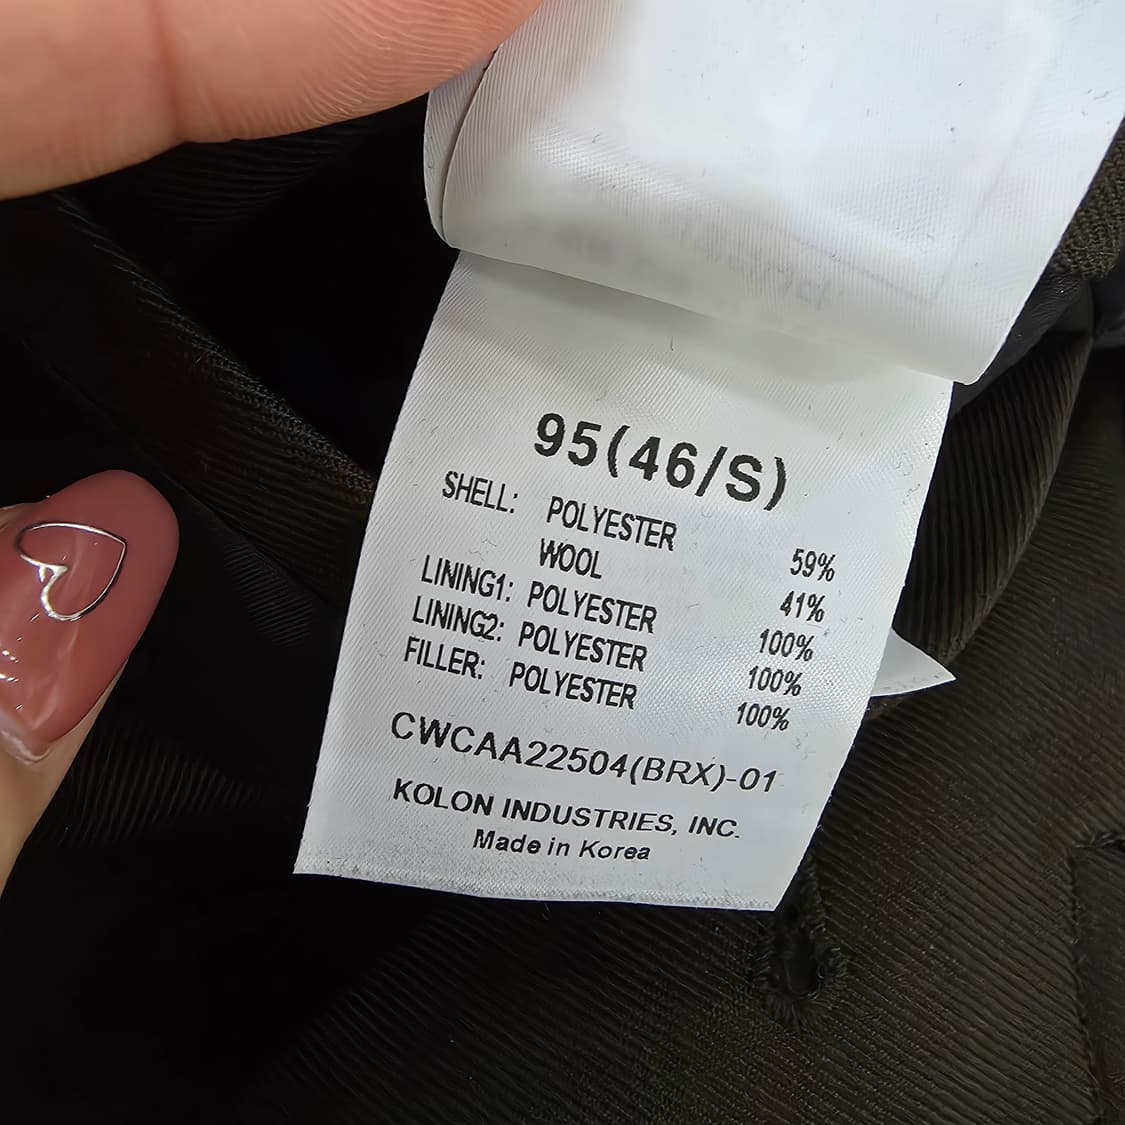 95(46/S)
SHELL: POLYESTER 59%
WOOL 41%
LINING1: POLYESTER 100%
LINING2: POLYESTER 100%
FILLER: POLYESTER 100%
CWCAA22504(BRX)-01
KOLON INDUSTRIES, INC.
Made in Korea